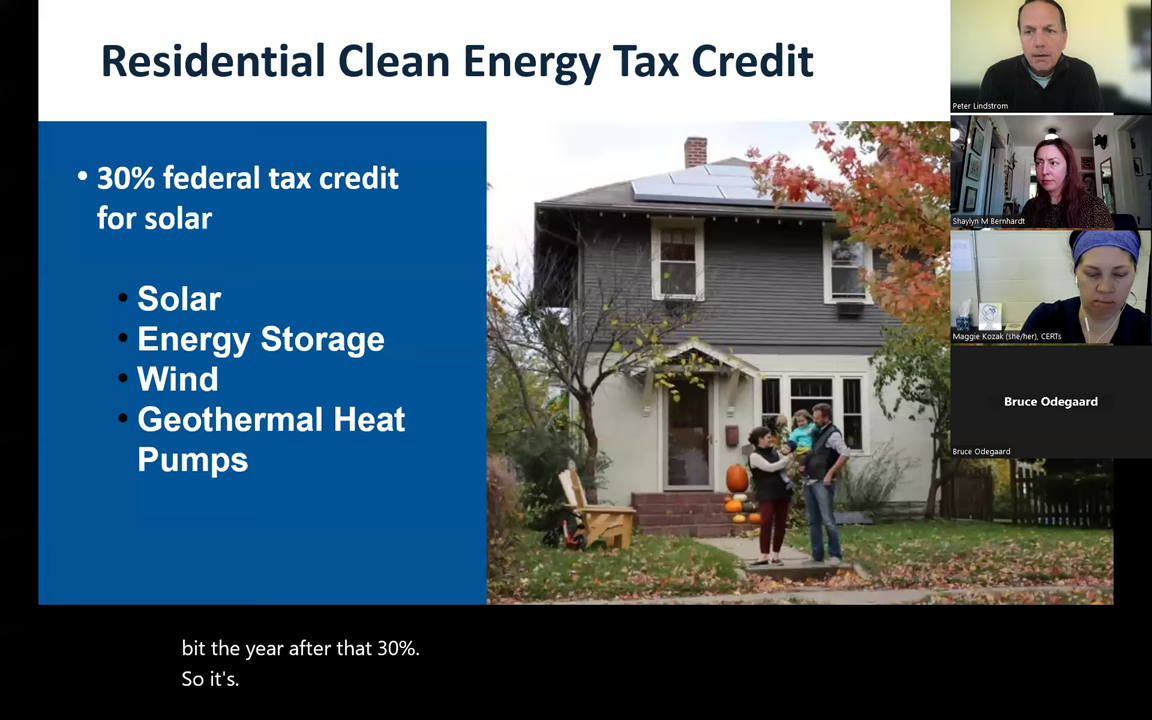 Residential Clean Energy Tax Credit
• 30% federal tax credit
for solar
• Solar
• Energy Storage
• Wind
• Geothermal Heat
Pumps
Peter Lindstrom
Shaylyn M Bernhardt
Maggie Kozak (she/her), CERTs
Bruce Odegaard
Bruce Odegaard
bit the year after that 30%.
So it's.